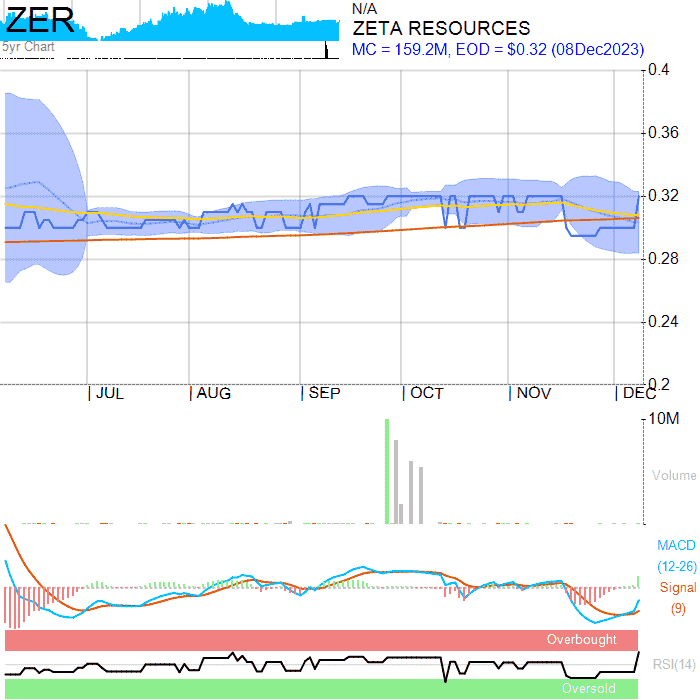 ZER
N/A
ZETA RESOURCES
5yr Chart
MC = 159.2M, EOD = $0.32 (08Dec2023)
0.4
0.36
0.32
0.28
0.24
0.2
JUL AUG SEP OCT NOV DEC
10M
Volume
MACD
(12-26)
Signal
(9)
Overbought
RSI(14)
Oversold